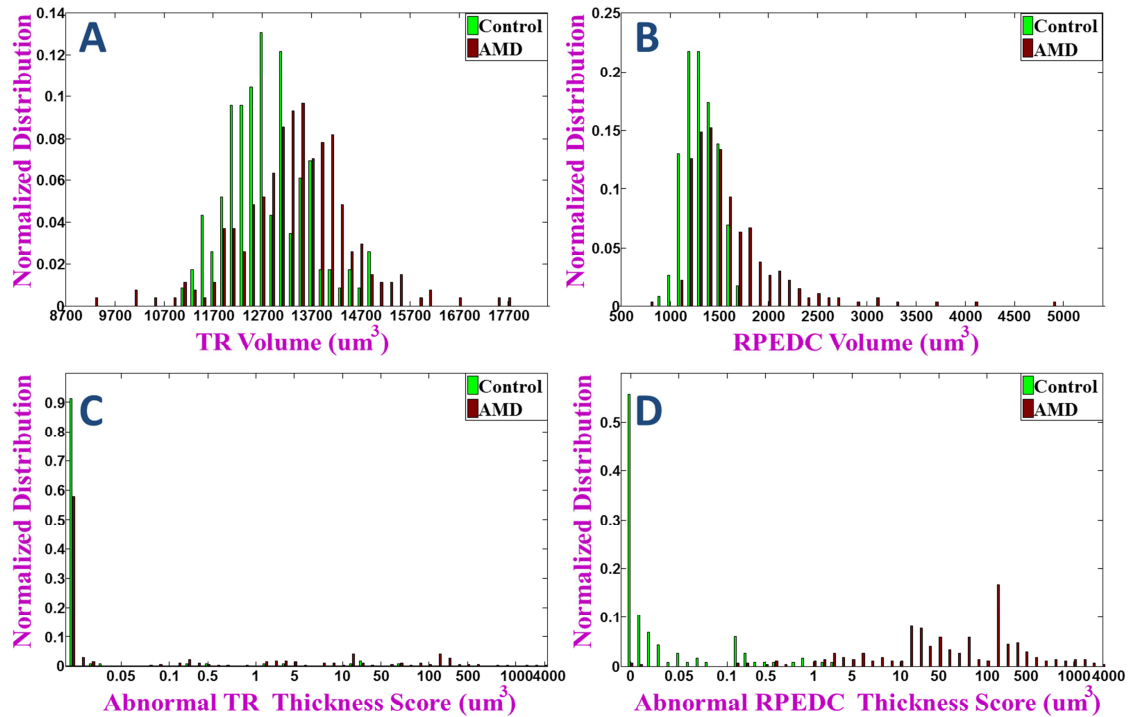 A
Control
AMD
Normalized Distribution
0.14
0.12
0.1
0.08
0.06
0.04
0.02
0
8700 9700 10700 11700 12700 13700 14700 15700 16700 17700
TR Volume (um³)
B
Control
AMD
Normalized Distribution
0.25
0.2
0.15
0.1
0.05
0
500 1000 1500 2000 2500 3000 3500 4000 4500 5000
RPEDC Volume (um³)
C
Control
AMD
Normalized Distribution
0.9
0.8
0.7
0.6
0.5
0.4
0.3
0.2
0.1
0
0.05 0.1 0.5 1 5 10 50 100 500 1000 4000
Abnormal TR Thickness Score (um³)
D
Control
AMD
Normalized Distribution
0.5
0.4
0.3
0.2
0.1
0
0 0.05 0.1 0.5 1 5 10 50 100 500 1000 4000
Abnormal RPEDC Thickness Score (um³)